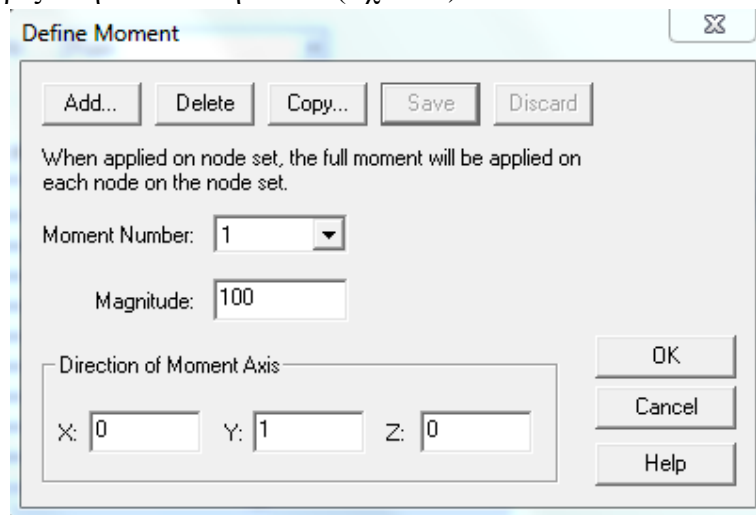 Define Moment
Add... Delete Copy... Save Discard
When applied on node set, the full moment will be applied on
each node on the node set.
Moment Number: 1
Magnitude: 100
Direction of Moment Axis
X: 0 Y: 1 Z: 0
OK
Cancel
Help